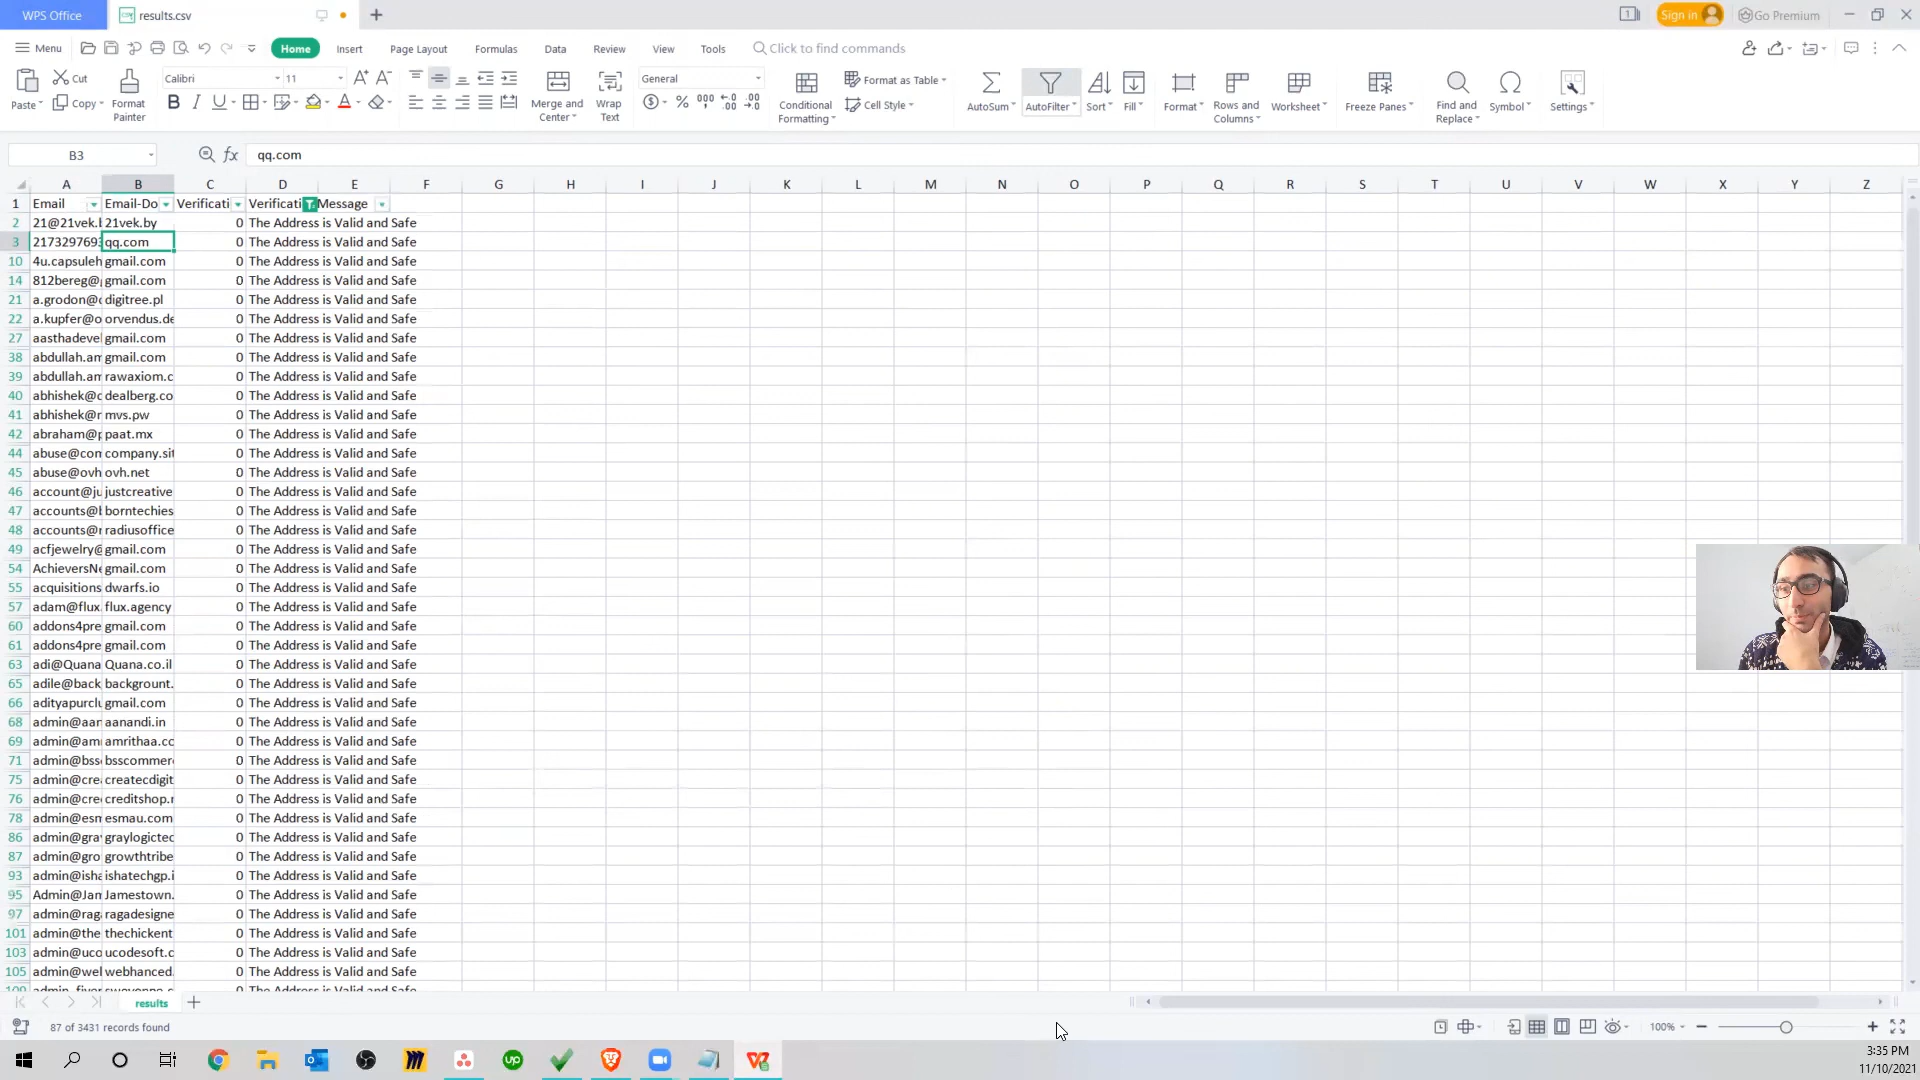 WPS Office results.csv Sign in Go Premium
Menu Home Insert Page Layout Formulas Data Review View Tools Click to find commands
Paste Cut Copy Format Painter Calibri 11 Merge and Center Wrap Text General Conditional Formatting Format as Table Cell Style AutoSum AutoFilter Sort Fill Format Rows and Columns Worksheet Freeze Panes Find and Replace Symbol Settings
B3 fx qq.com
A B C D E F G H I J K L M N O P Q R S T U V W X Y Z
1 Email Email-Do Verificati Verificati Message
2 21@21vek.b 21vek.by 0 The Address is Valid and Safe
3 2173297693 qq.com 0 The Address is Valid and Safe
10 4u.capsuleh gmail.com 0 The Address is Valid and Safe
14 812bereg@g gmail.com 0 The Address is Valid and Safe
21 a.grodon@d digitree.pl 0 The Address is Valid and Safe
22 a.kupfer@o orvendus.de 0 The Address is Valid and Safe
27 aasthadeve gmail.com 0 The Address is Valid and Safe
38 abdullah.am gmail.com 0 The Address is Valid and Safe
39 abdullah.am rawaxiom.c 0 The Address is Valid and Safe
40 abhishek@d dealberg.co 0 The Address is Valid and Safe
41 abhishek@m mvs.pw 0 The Address is Valid and Safe
42 abraham@p paat.mx 0 The Address is Valid and Safe
44 abuse@com company.sit 0 The Address is Valid and Safe
45 abuse@ovh ovh.net 0 The Address is Valid and Safe
46 account@ju justcreative 0 The Address is Valid and Safe
47 accounts@b borntechies 0 The Address is Valid and Safe
48 accounts@r radiusoffice 0 The Address is Valid and Safe
49 acfjewelry@ gmail.com 0 The Address is Valid and Safe
54 AchieversNe gmail.com 0 The Address is Valid and Safe
55 acquisitions dwarfs.io 0 The Address is Valid and Safe
57 adam@flux. flux.agency 0 The Address is Valid and Safe
60 addons4pre gmail.com 0 The Address is Valid and Safe
61 addons4pre gmail.com 0 The Address is Valid and Safe
63 adi@Quana Quana.co.il 0 The Address is Valid and Safe
65 adile@back backgrount. 0 The Address is Valid and Safe
66 adityapurclu gmail.com 0 The Address is Valid and Safe
68 admin@aan aanandi.in 0 The Address is Valid and Safe
69 admin@amr amrithaa.cc 0 The Address is Valid and Safe
71 admin@bss bsscommer 0 The Address is Valid and Safe
75 admin@crea createcdigit 0 The Address is Valid and Safe
76 admin@cre creditshop.r 0 The Address is Valid and Safe
78 admin@esm esmau.com 0 The Address is Valid and Safe
86 admin@gra graylogictec 0 The Address is Valid and Safe
87 admin@gro growthtribe 0 The Address is Valid and Safe
93 admin@isha ishatechgp.i 0 The Address is Valid and Safe
95 Admin@Jam Jamestown. 0 The Address is Valid and Safe
97 admin@rag ragadesigne 0 The Address is Valid and Safe
101 admin@the thechickent 0 The Address is Valid and Safe
103 admin@uco ucodesoft.c 0 The Address is Valid and Safe
105 admin@wel webhanced. 0 The Address is Valid and Safe
results
87 of 3431 records found 100%
3:35 PM
11/10/2021